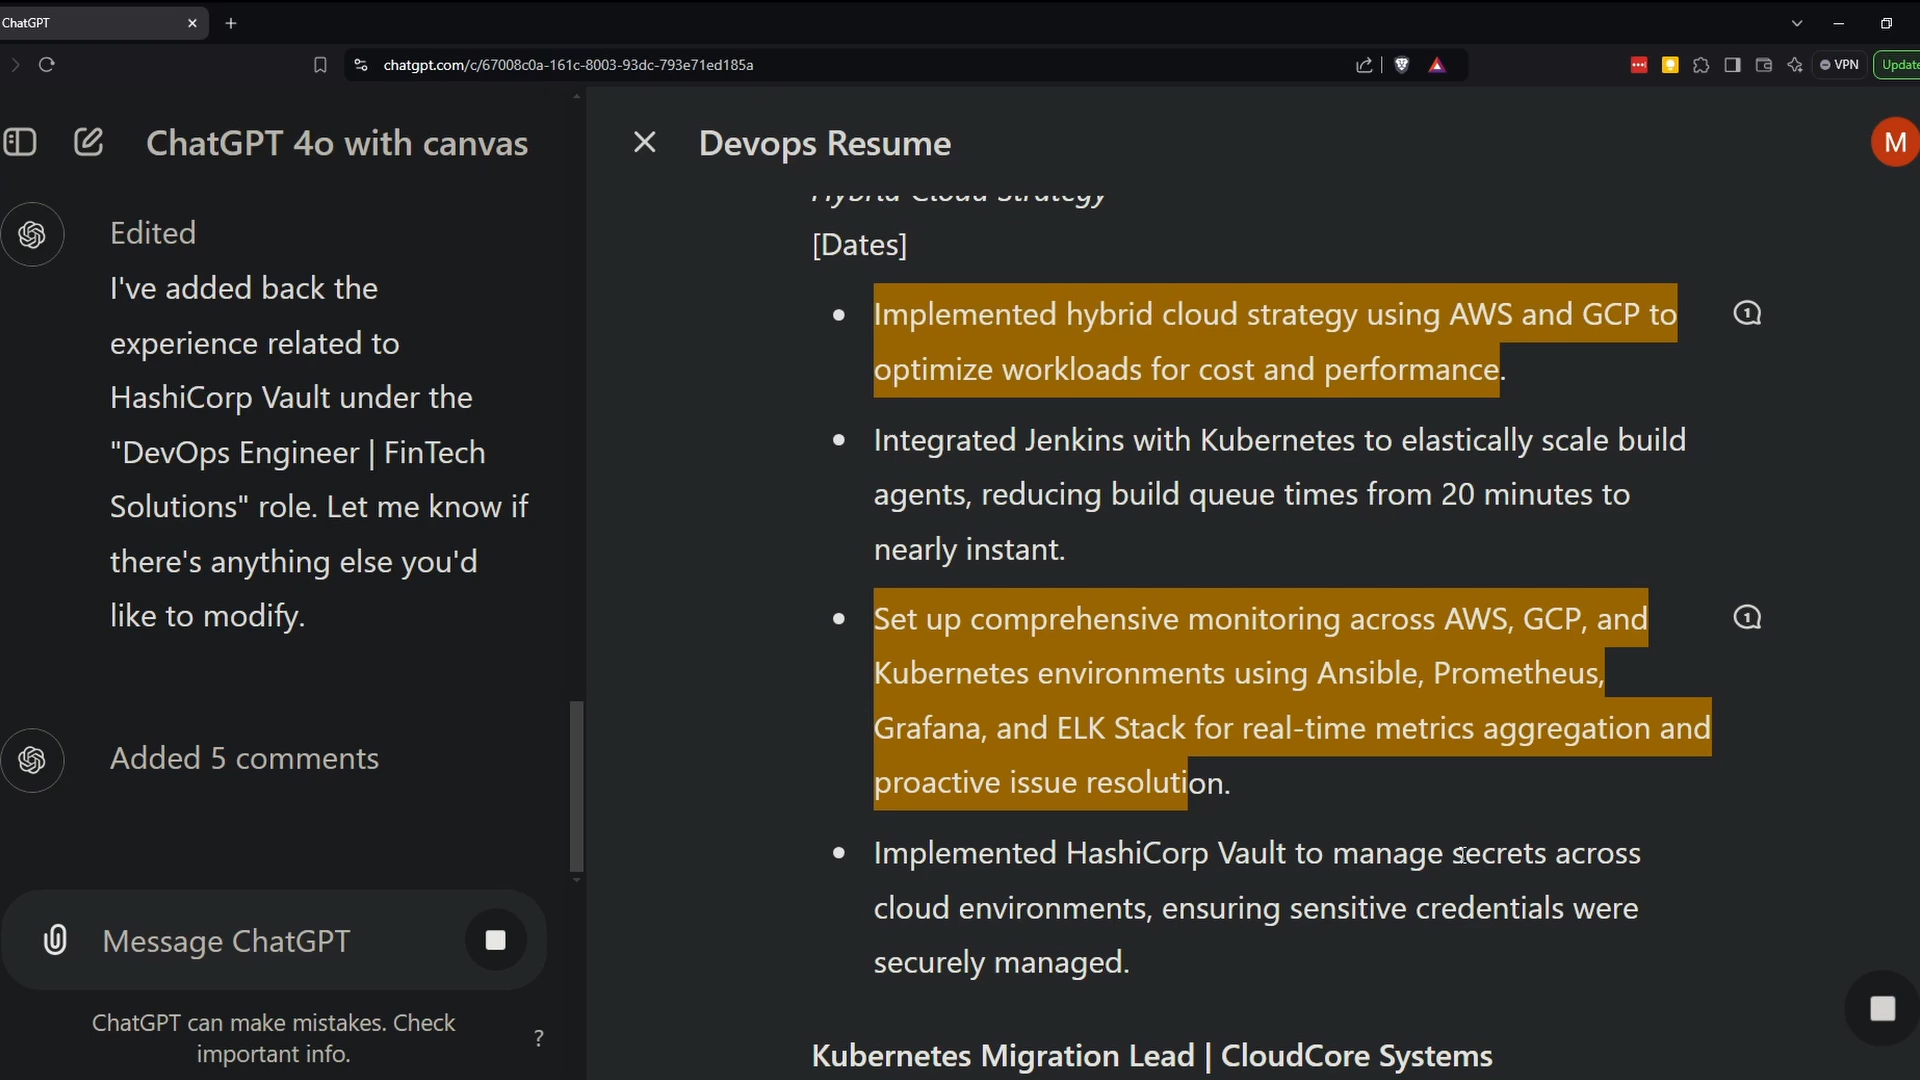 ChatGPT
chatgpt.com/c/67008c0a-161c-8003-93dc-793e71ed185a
VPN
Update
ChatGPT 4o with canvas
Edited
I've added back the
experience related to
HashiCorp Vault under the
"DevOps Engineer | FinTech
Solutions" role. Let me know if
there's anything else you'd
like to modify.
Added 5 comments
Message ChatGPT
ChatGPT can make mistakes. Check
important info.
?
Devops Resume
M
Hybrid Cloud Strategy
[Dates]
• Implemented hybrid cloud strategy using AWS and GCP to
optimize workloads for cost and performance.
1
• Integrated Jenkins with Kubernetes to elastically scale build
agents, reducing build queue times from 20 minutes to
nearly instant.
• Set up comprehensive monitoring across AWS, GCP, and
Kubernetes environments using Ansible, Prometheus,
Grafana, and ELK Stack for real-time metrics aggregation and
proactive issue resolution.
1
• Implemented HashiCorp Vault to manage secrets across
cloud environments, ensuring sensitive credentials were
securely managed.
Kubernetes Migration Lead | CloudCore Systems